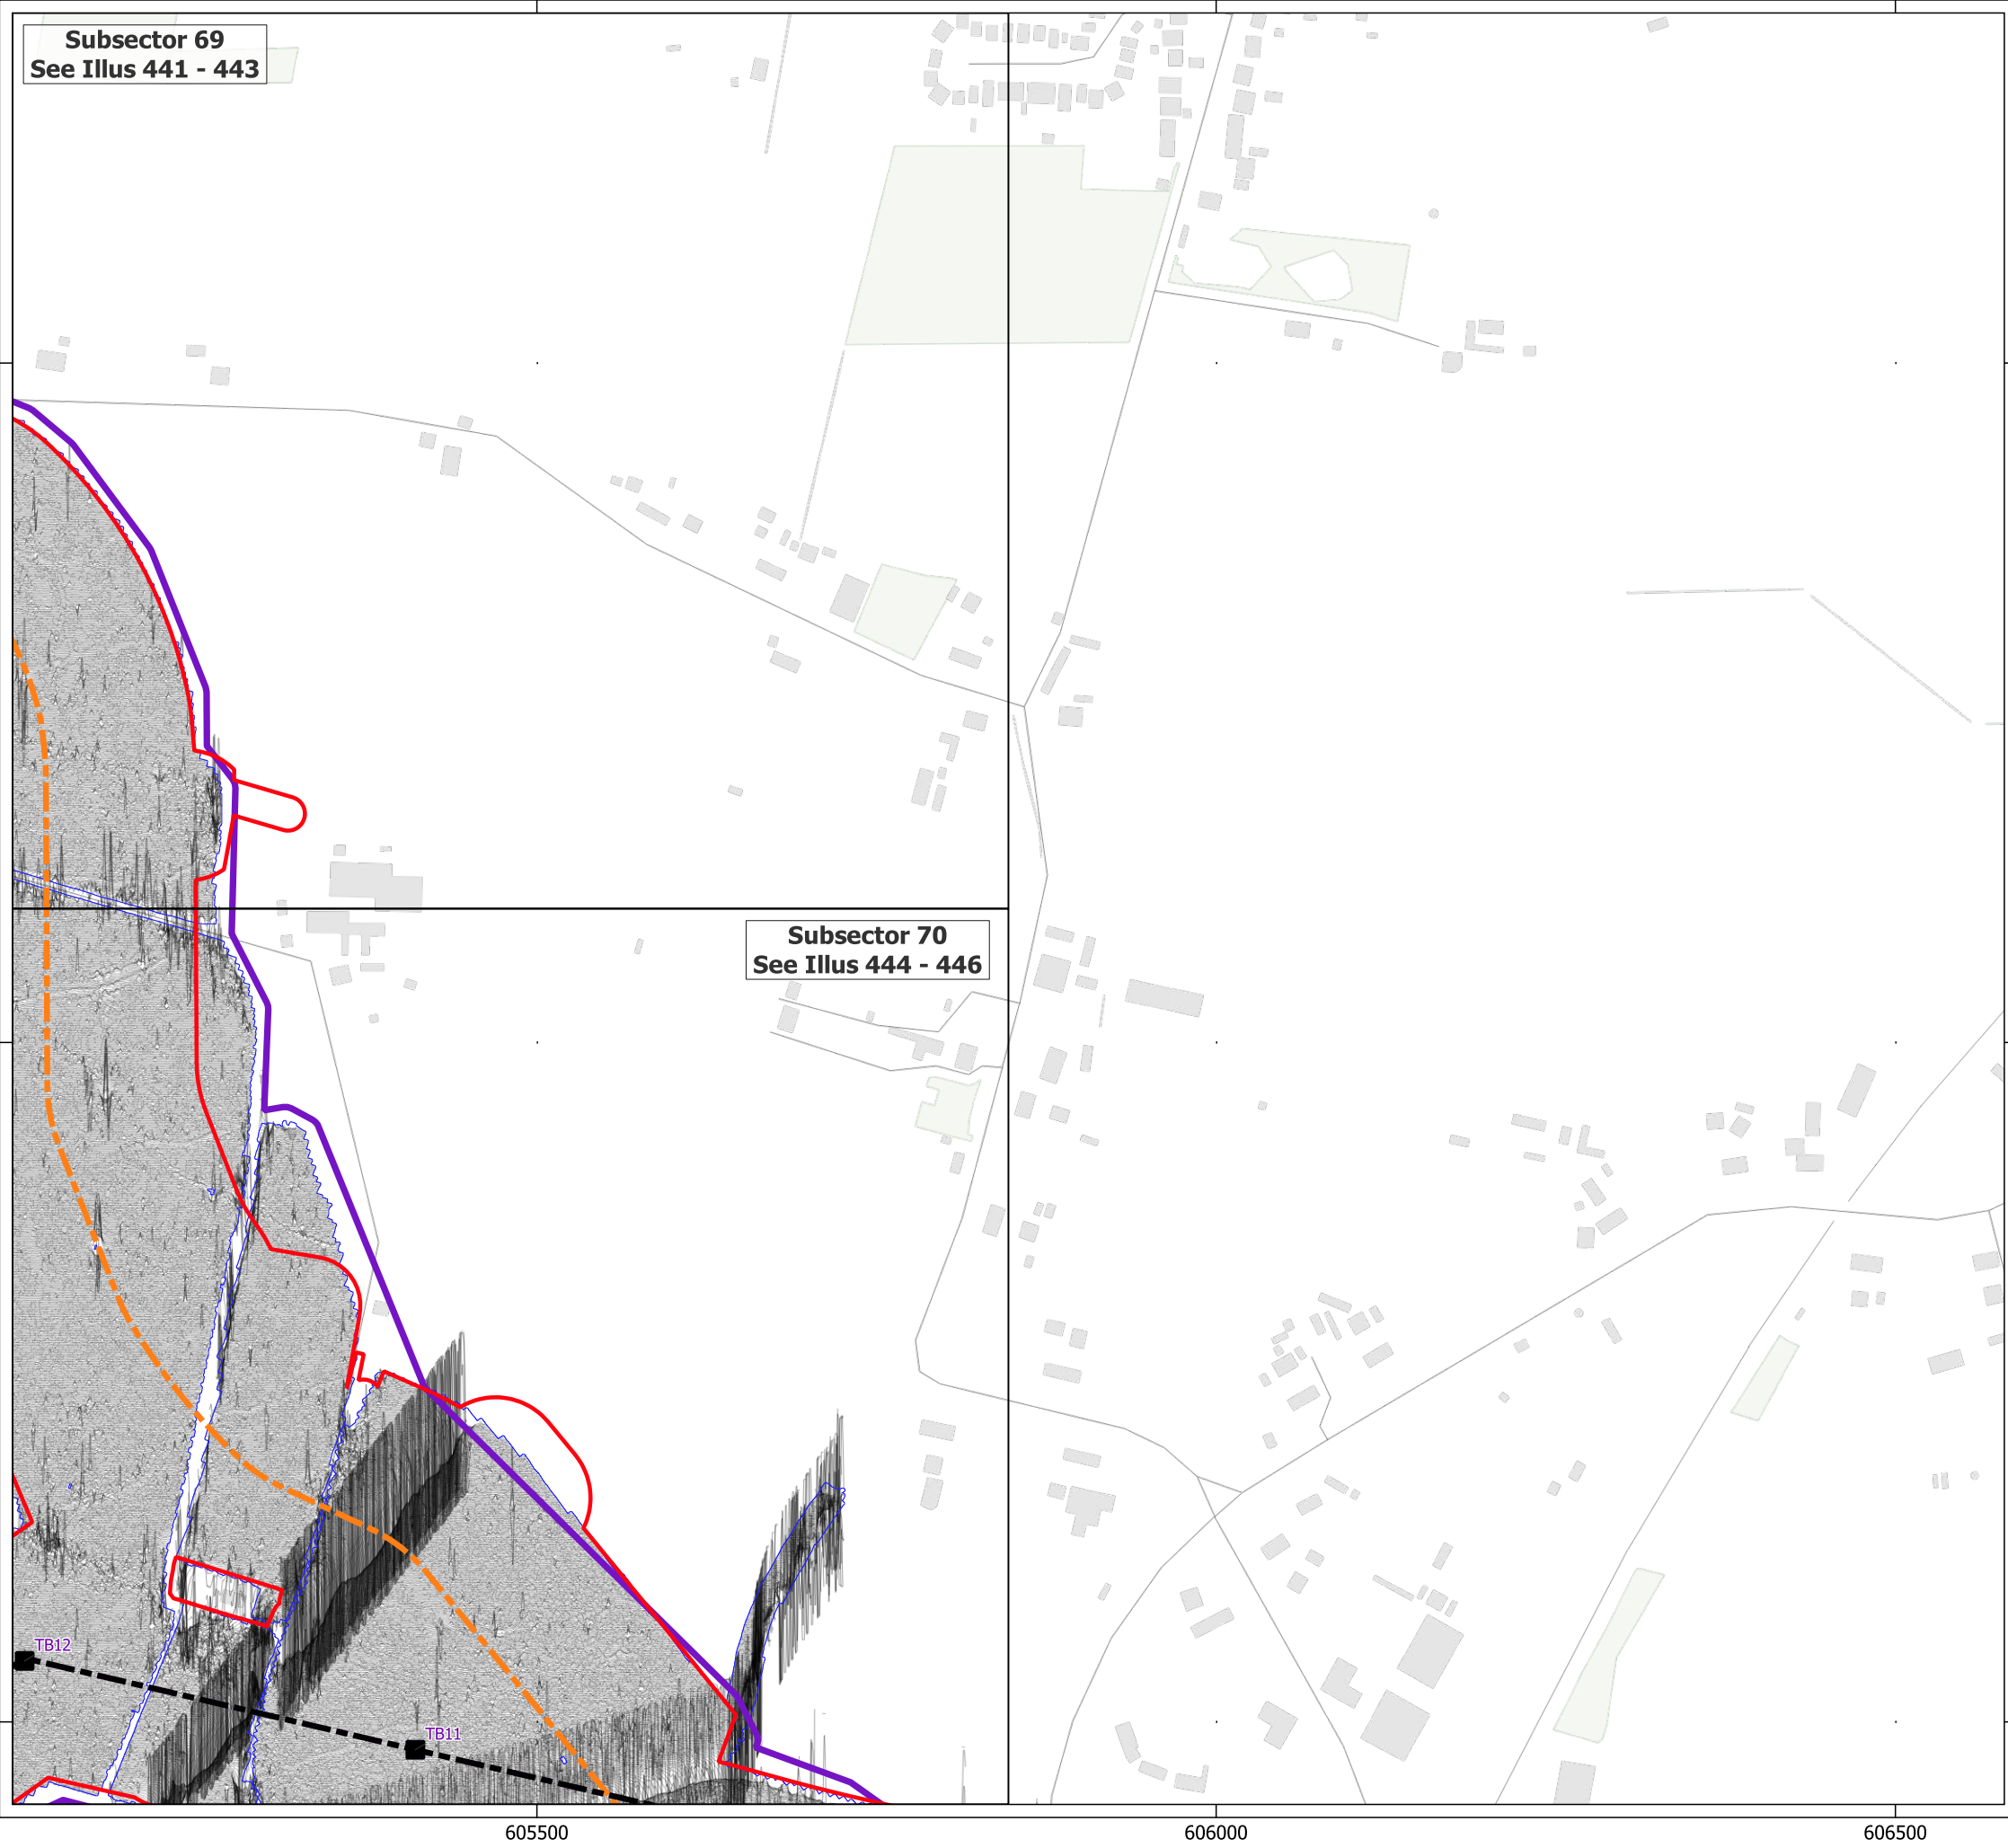 Subsector 69
See Illus 441 - 443
Subsector 70
See Illus 444 - 446
TB12
TB11
605500
606000
606500